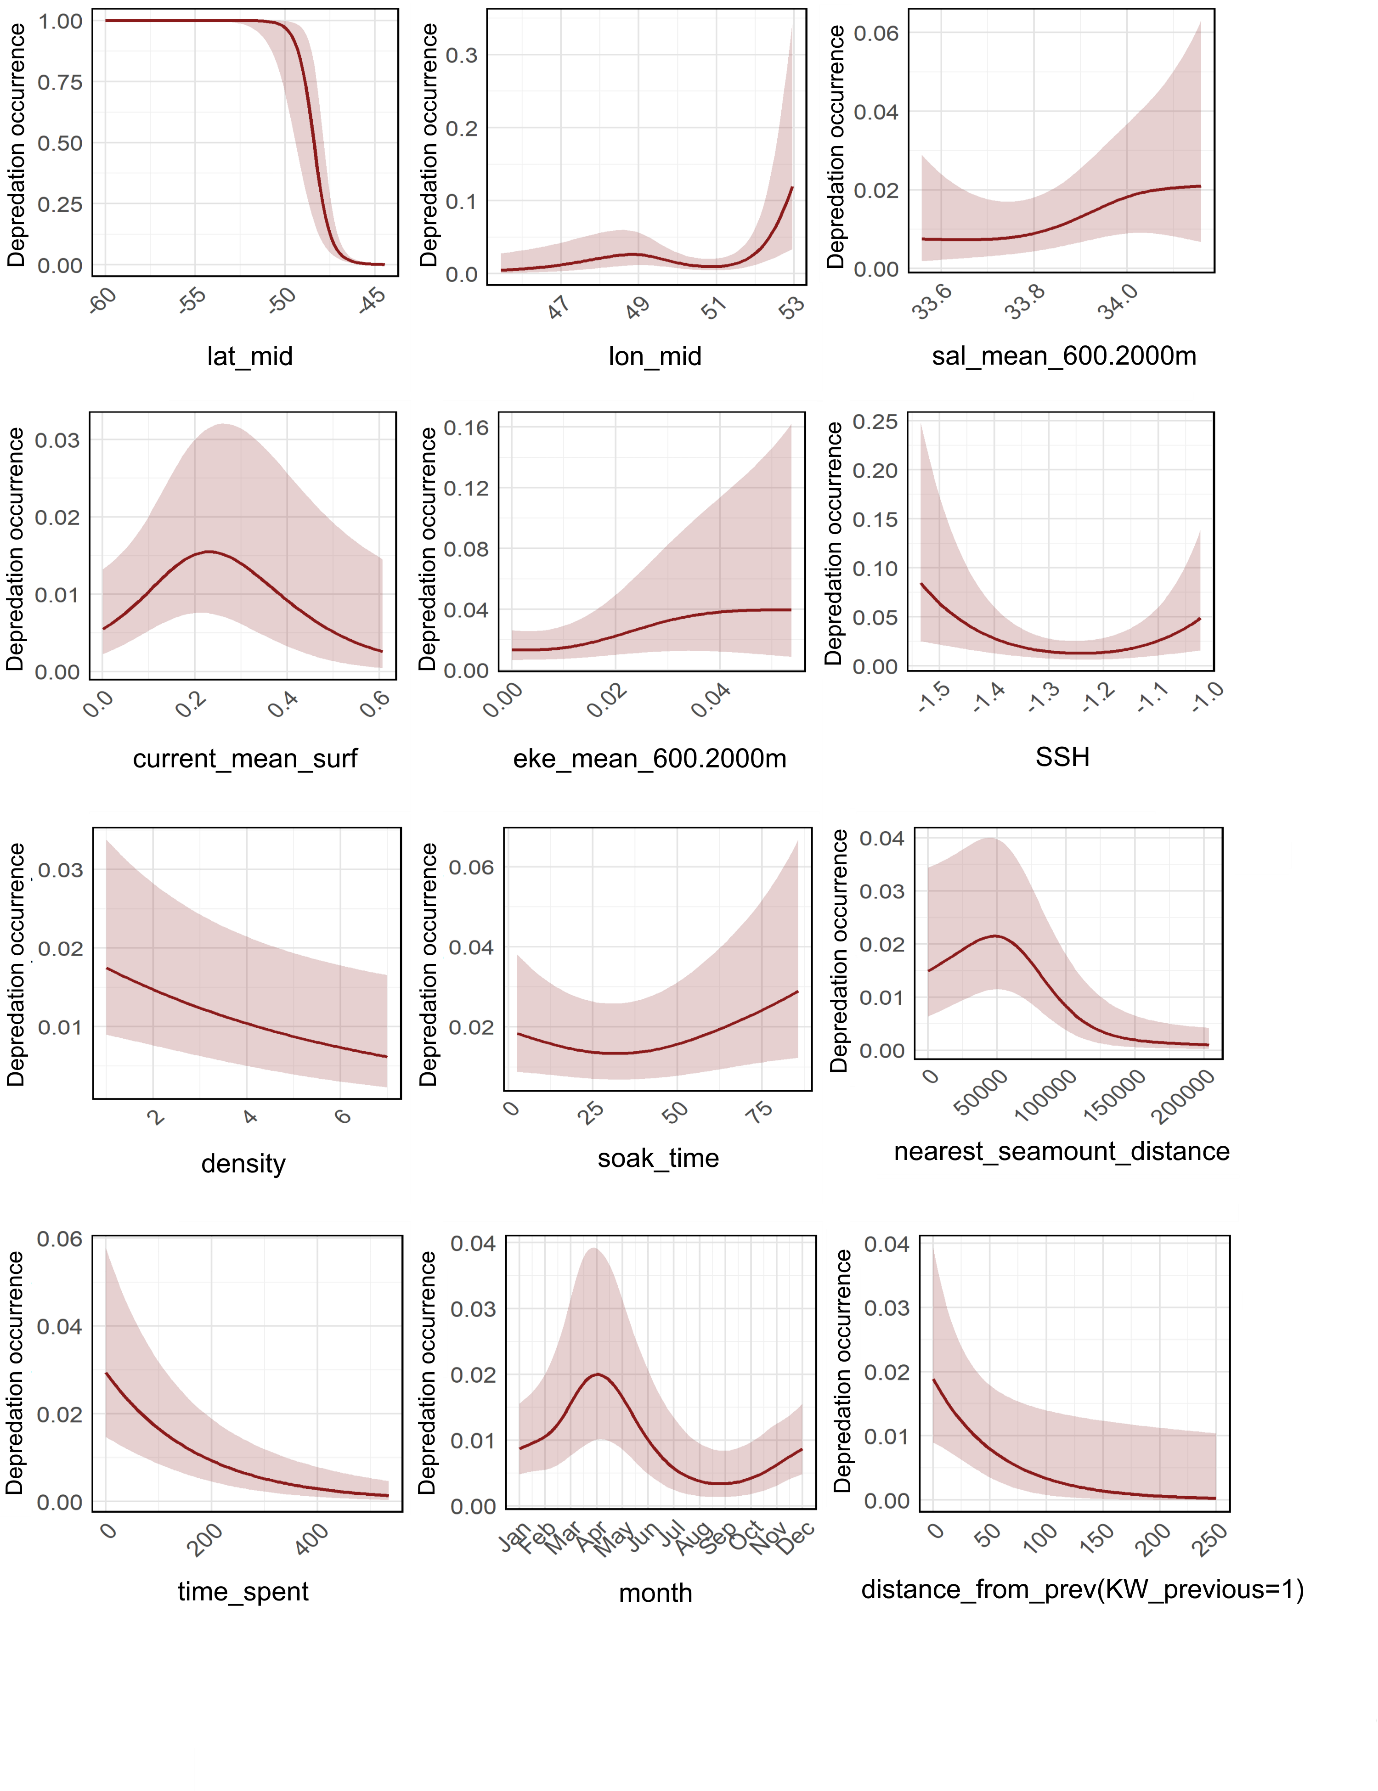 Depredation occurrence
1.00
0.75
0.50
0.25
0.00
-60
-55
-50
-45
lat_mid
Depredation occurrence
0.3
0.2
0.1
0.0
47
49
51
53
lon_mid
Depredation occurrence
0.06
0.04
0.02
0.00
33.6
33.8
34.0
sal_mean_600.2000m
Depredation occurrence
0.03
0.02
0.01
0.00
0.0
0.2
0.4
0.6
current_mean_surf
Depredation occurrence
0.16
0.12
0.08
0.04
0.00
0.00
0.02
0.04
eke_mean_600.2000m
Depredation occurrence
0.25
0.20
0.15
0.10
0.05
0.00
-1.5
-1.4
-1.3
-1.2
-1.1
-1.0
SSH
Depredation occurrence
0.03
0.02
0.01
2
4
6
density
Depredation occurrence
0.06
0.04
0.02
0
25
50
75
soak_time
Depredation occurrence
0.04
0.03
0.02
0.01
0.00
0
50000
100000
150000
200000
nearest_seamount_distance
Depredation occurrence
0.06
0.04
0.02
0.00
0
200
400
time_spent
Depredation occurrence
0.04
0.03
0.02
0.01
0.00
Jan
Feb
Mar
Apr
May
Jun
Jul
Aug
Sep
Oct
Nov
Dec
month
Depredation occurrence
0.04
0.03
0.02
0.01
0.00
0
50
100
150
200
250
distance_from_prev(KW_previous=1)